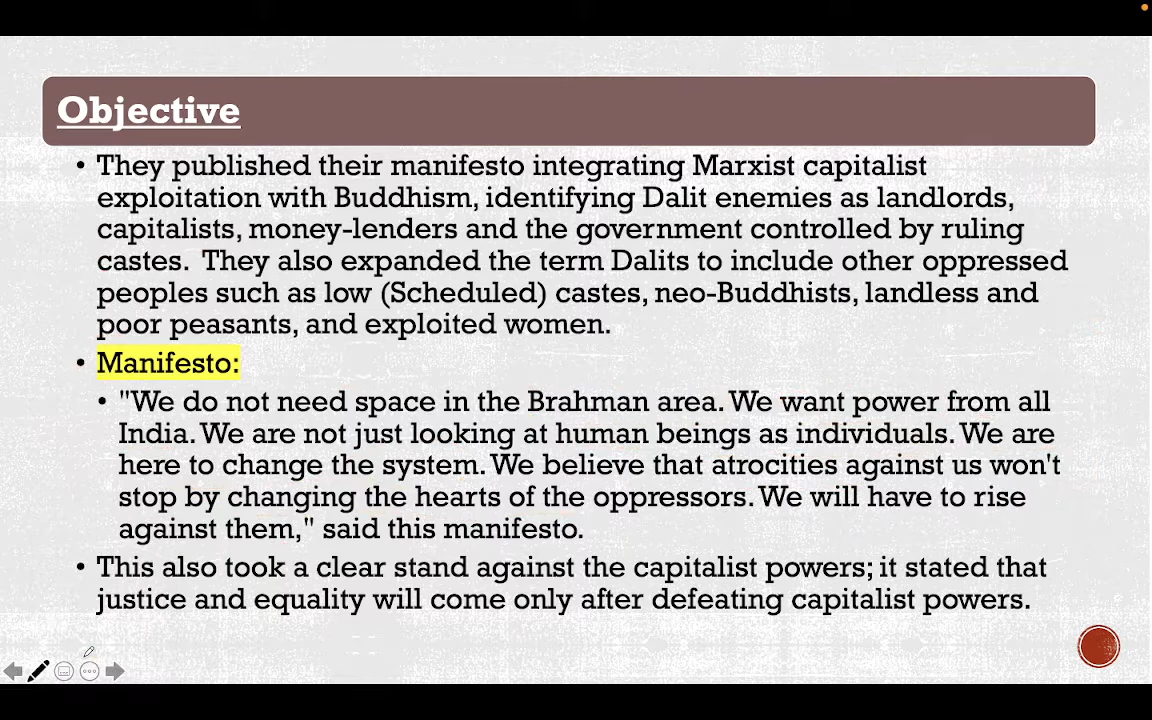 Objective
• They published their manifesto integrating Marxist capitalist
exploitation with Buddhism, identifying Dalit enemies as landlords,
capitalists, money-lenders and the government controlled by ruling
castes.  They also expanded the term Dalits to include other oppressed
peoples such as low (Scheduled) castes, neo-Buddhists, landless and
poor peasants, and exploited women.
• Manifesto:
• "We do not need space in the Brahman area. We want power from all
India. We are not just looking at human beings as individuals. We are
here to change the system. We believe that atrocities against us won't
stop by changing the hearts of the oppressors. We will have to rise
against them," said this manifesto.
• This also took a clear stand against the capitalist powers; it stated that
justice and equality will come only after defeating capitalist powers.